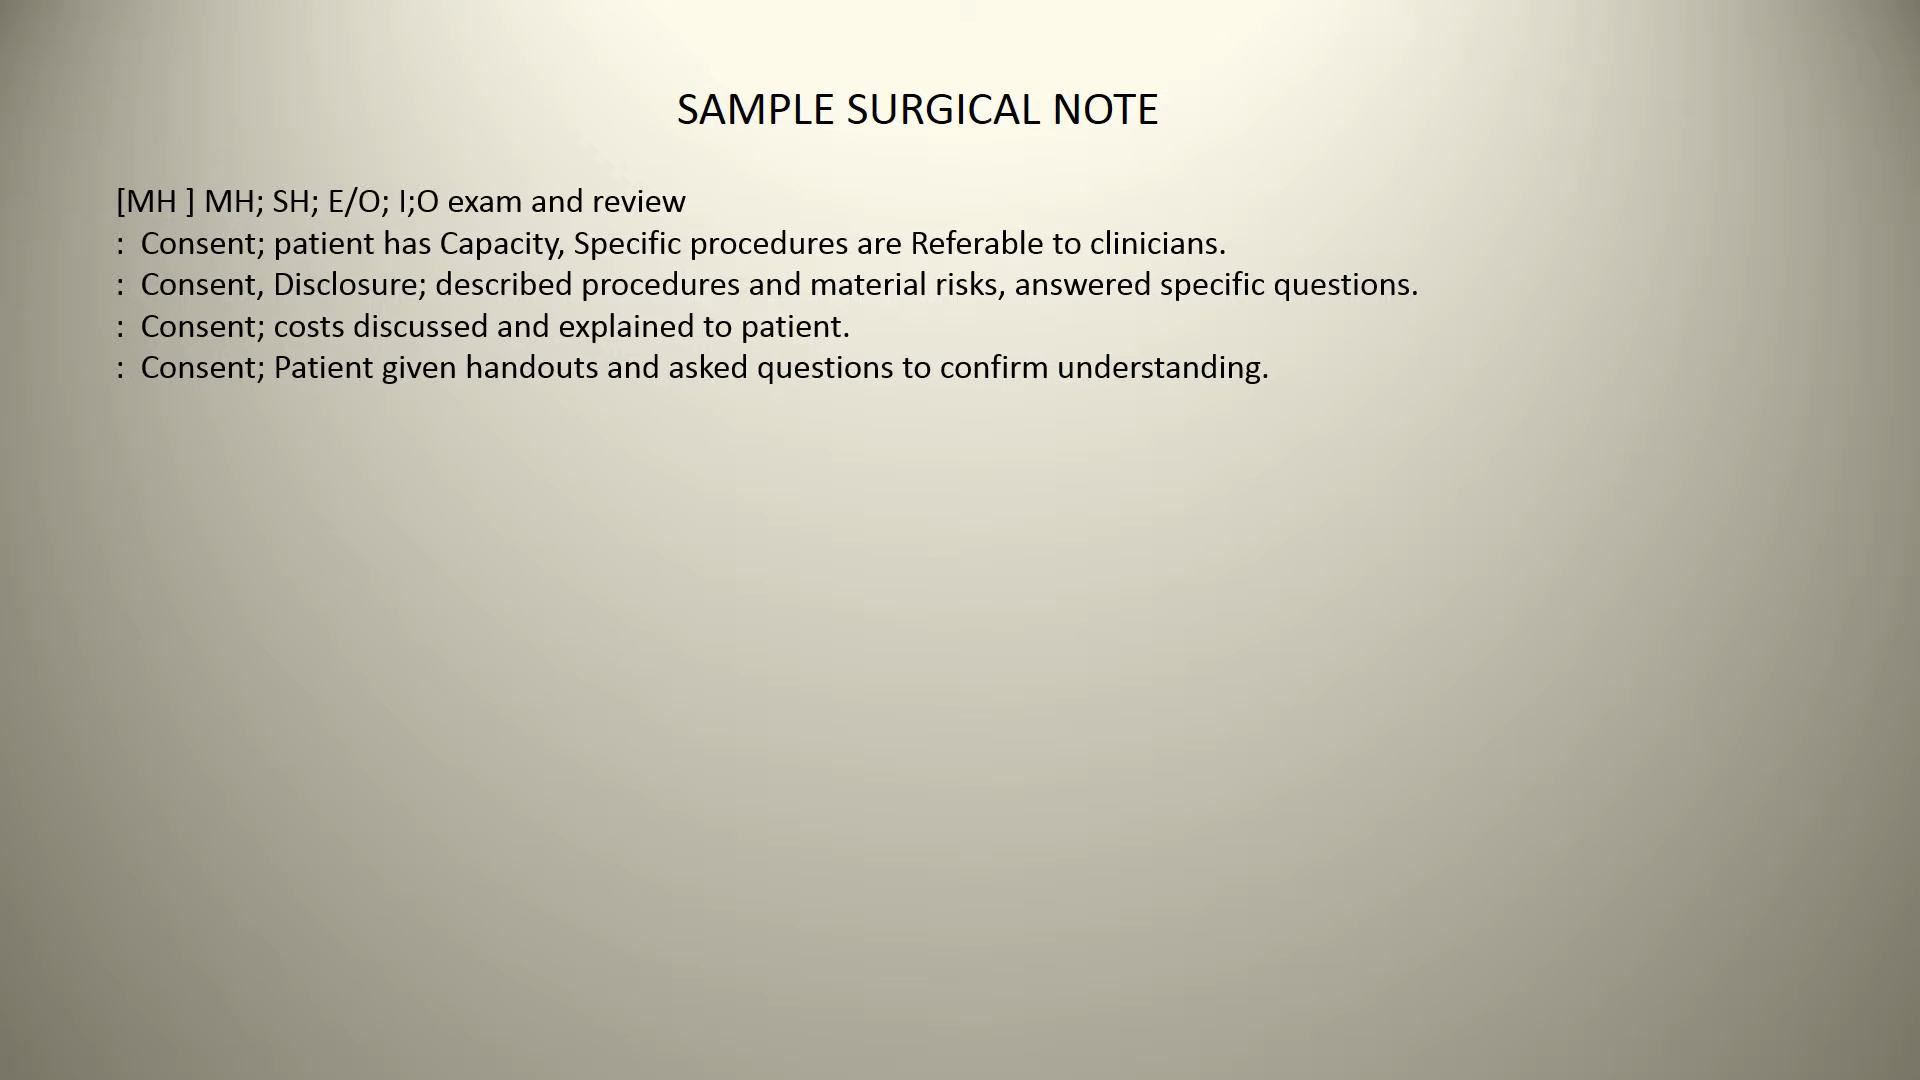 SAMPLE SURGICAL NOTE
[MH ] MH; SH; E/O; I;O exam and review
:  Consent; patient has Capacity, Specific procedures are Referable to clinicians.
:  Consent, Disclosure; described procedures and material risks, answered specific questions.
:  Consent; costs discussed and explained to patient.
:  Consent; Patient given handouts and asked questions to confirm understanding.